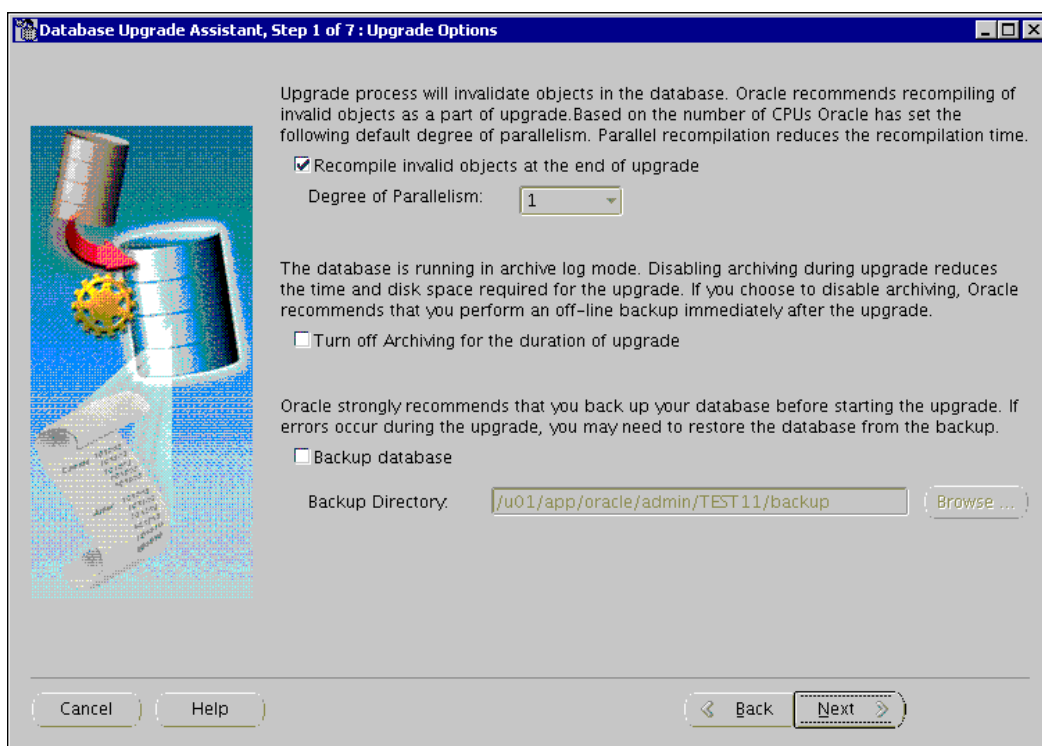 Database Upgrade Assistant, Step 1 of 7 : Upgrade Options
Upgrade process will invalidate objects in the database. Oracle recommends recompiling of
invalid objects as a part of upgrade.Based on the number of CPUs Oracle has set the
following default degree of parallelism. Parallel recompilation reduces the recompilation time.
Recompile invalid objects at the end of upgrade
Degree of Parallelism: 1
The database is running in archive log mode. Disabling archiving during upgrade reduces
the time and disk space required for the upgrade. If you choose to disable archiving, Oracle
recommends that you perform an off-line backup immediately after the upgrade.
Turn off Archiving for the duration of upgrade
Oracle strongly recommends that you back up your database before starting the upgrade. If
errors occur during the upgrade, you may need to restore the database from the backup.
Backup database
Backup Directory: /u01/app/oracle/admin/TEST11/backup Browse ...
Cancel Help Back Next